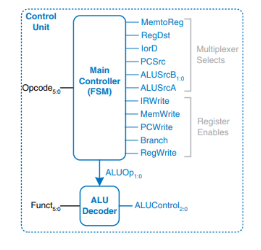 Control
Unit
MemtoReg
RegDst
IorD
PCSrc
ALUSrcB1:0
ALUSrcA
IRWrite
MemWrite
PCWrite
Branch
RegWrite
Multiplexer
Selects
Register
Enables
Main
Controller
(FSM)
Opcode5:0
ALUOp1:0
ALU
Decoder
Funct5:0
ALUControl2:0